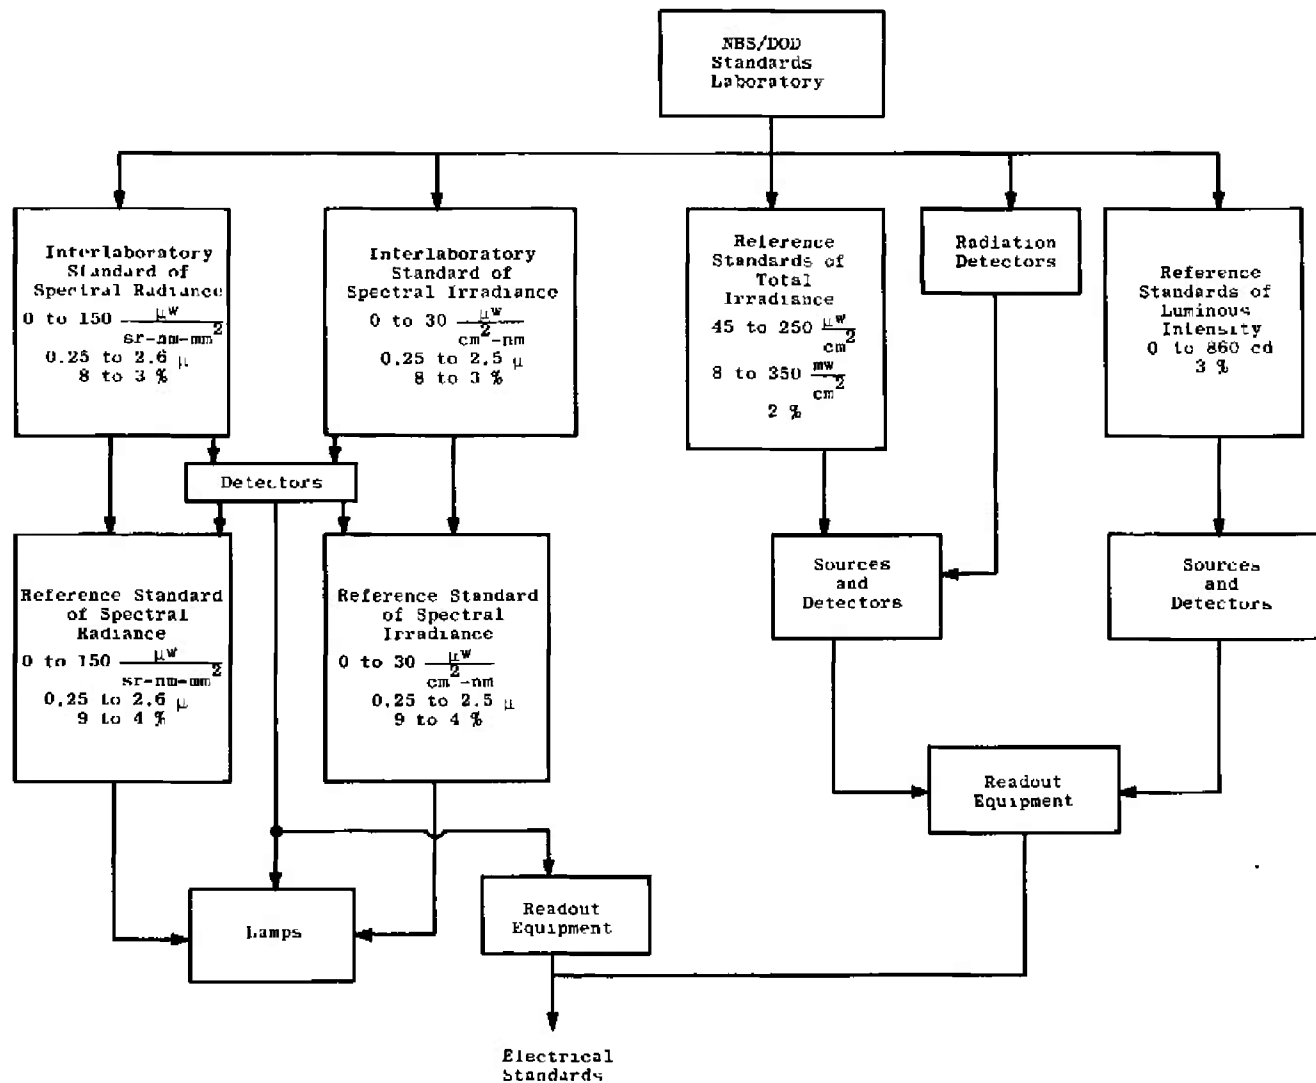 NBS/DOD
Standards
Laboratory
Interlaboratory
Standard of
Spectral Radiance
0 to 150 μw/sr-nm-mm²
0.25 to 2.6 μ
8 to 3 %
Interlaboratory
Standard of
Spectral Irradiance
0 to 30 μw/cm²-nm
0.25 to 2.5 μ
8 to 3 %
Reference
Standards of
Total
Irradiance
45 to 250 μw/cm²
8 to 350 mw/cm²
2 %
Radiation
Detectors
Reference
Standards of
Luminous
Intensity
0 to 860 cd
3 %
Detectors
Reference Standard
of Spectral
Radiance
0 to 150 μw/sr-nm-mm²
0.25 to 2.6 μ
9 to 4 %
Reference Standard
of Spectral
Irradiance
0 to 30 μw/cm²-nm
0.25 to 2.5 μ
9 to 4 %
Sources
and
Detectors
Sources
and
Detectors
Readout
Equipment
Lamps
Readout
Equipment
Electrical
Standards